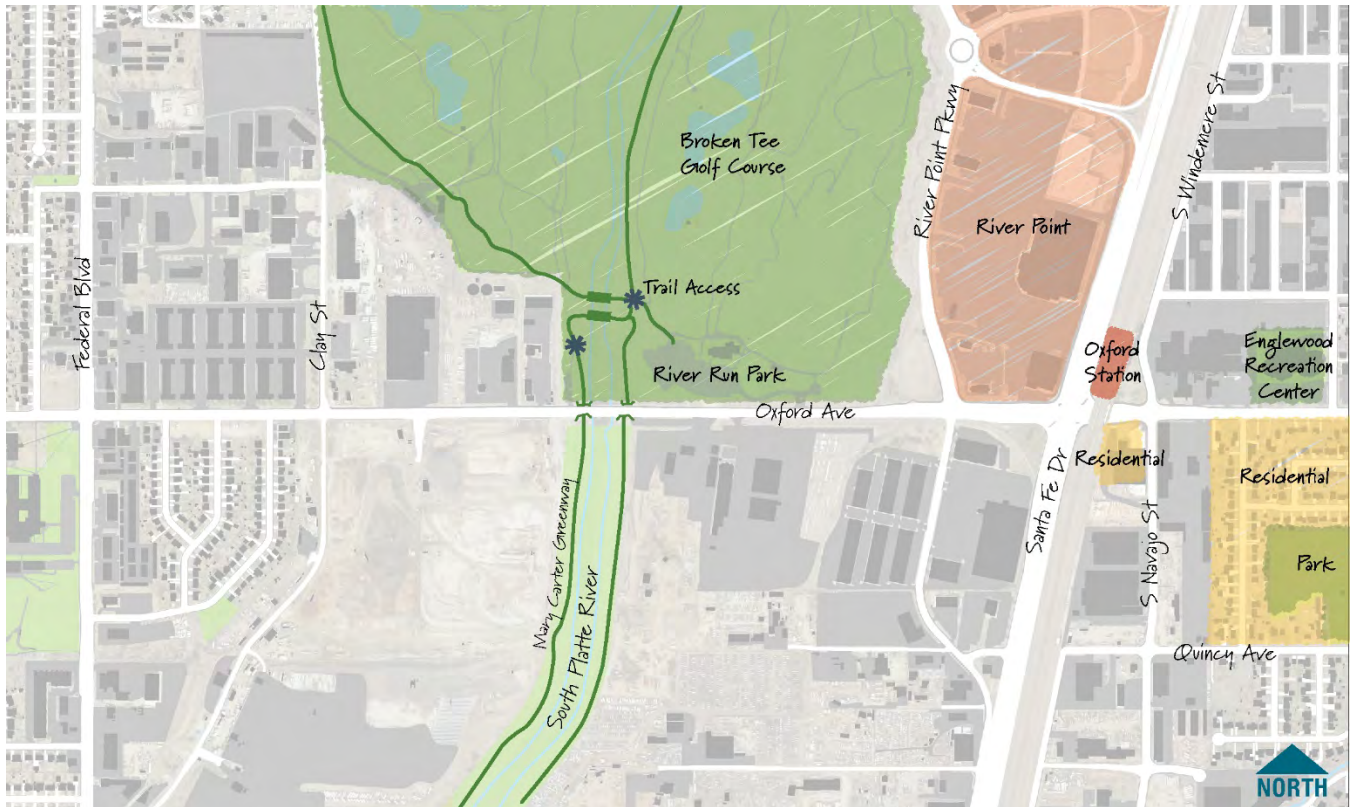 Broken Tee
Golf Course
River Point Pkwy
S Windemere St
River Point
Federal Blvd
Clay St
Trail Access
River Run Park
Oxford
Station
Englewood
Recreation
Center
Oxford Ave
Santa Fe Dr
Residential
Residential
Mary Carter Greenway
South Platte River
S Navajo St
Park
Quincy Ave
NORTH